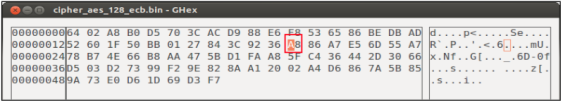 cipher_aes_128_ecb.bin - GHex
00000000 64 02 A8 B0 D5 70 3C AC D9 88 E6 E8 53 65 86 BE DB AD d....p<.....Se....
00000012 52 60 1F 50 BB 01 27 84 3C 92 36 A8 86 A7 E5 6D 55 A7 R`.P..'.<.6....mU.
00000024 78 B7 4E 66 B8 AA 47 5B D1 FA A8 5F C4 36 44 2D 30 66 x.Nf..G[..._.6D-0f
00000036 D5 03 D2 73 99 F2 9E 82 8A A1 20 02 A4 D6 86 7A 5B 85 ...s...... ....z[.
00000048 9A 73 E0 D6 1D 69 D3 F7 .s...i..